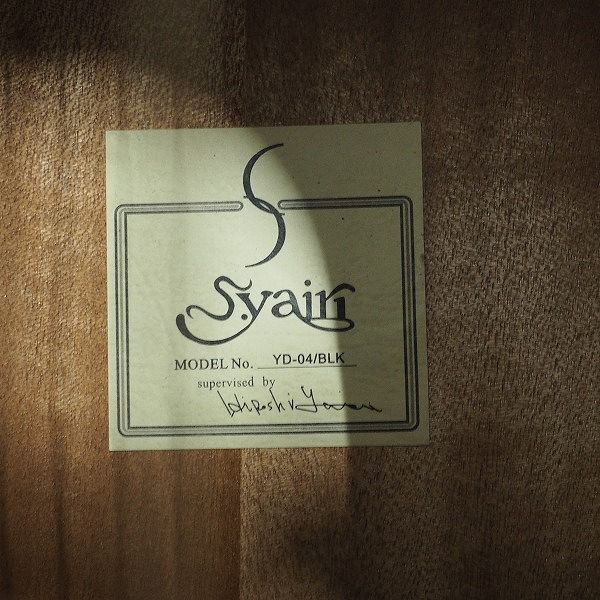 S
S.yairi
MODEL No. YD-04/BLK
supervised by
Hiroshi Yairi